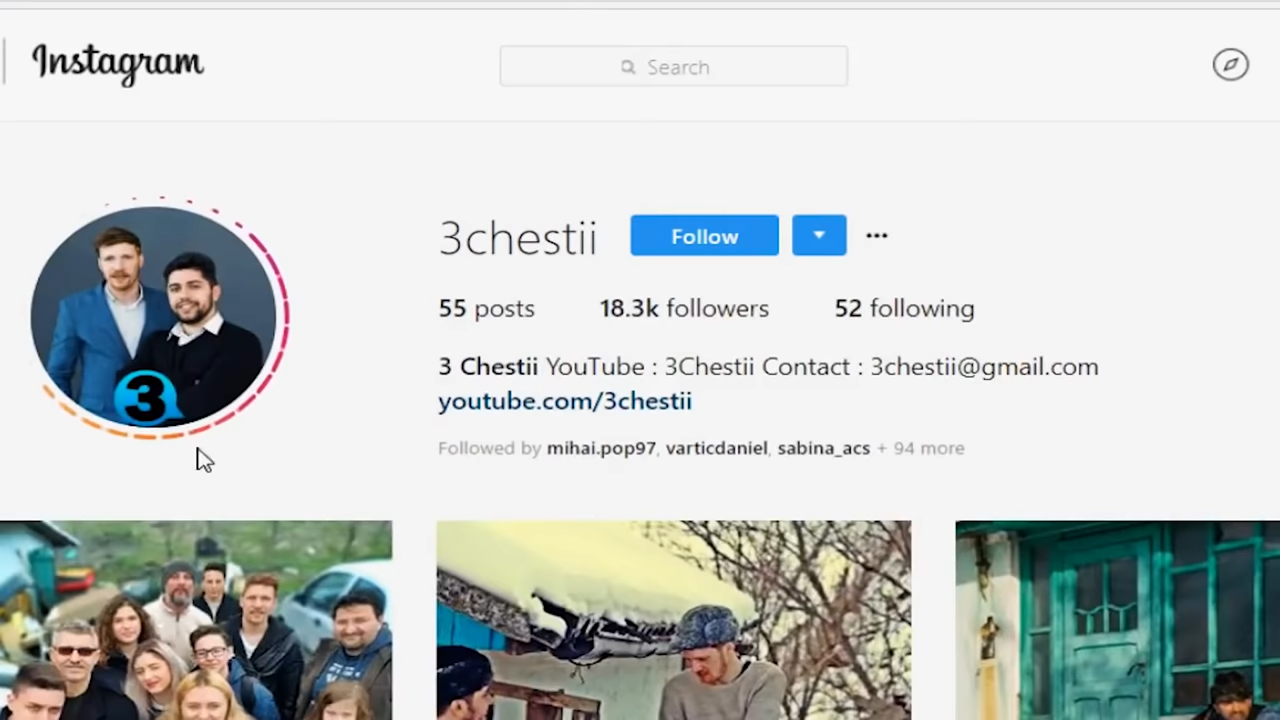 Instagram
Search
3chestii Follow
55 posts 18.3k followers 52 following
3 Chestii YouTube : 3Chestii Contact : 3chestii@gmail.com
youtube.com/3chestii
Followed by mihai.pop97, varticdaniel, sabina_acs + 94 more
3